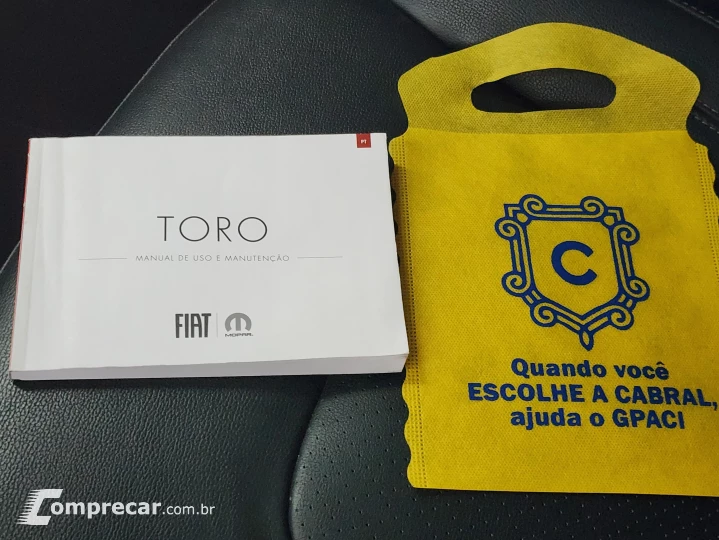 PT
TORO
MANUAL DE USO E MANUTENÇÃO
FIAT
MOPAR
C
Quando você
ESCOLHE A CABRAL,
ajuda o GPACI
Comprecar.com.br